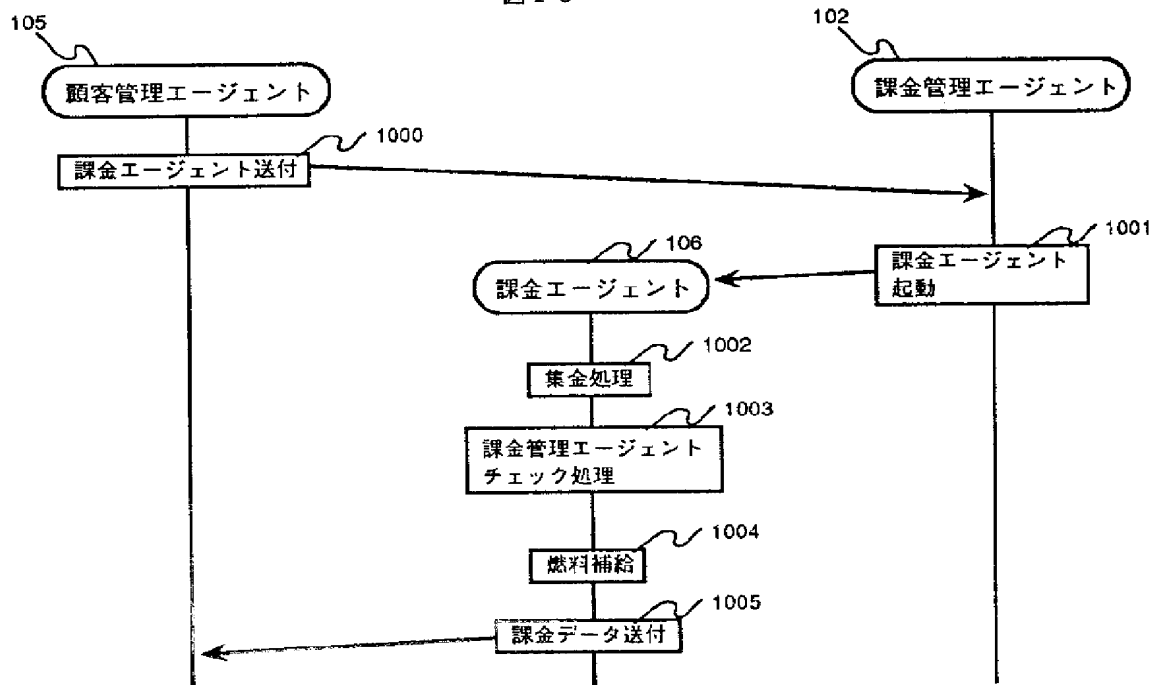 105
102
顧客管理エージェント
課金管理エージェント
1000
課金エージェント送付
106
1001
課金エージェント
起動
課金エージェント
1002
集金処理
1003
課金管理エージェント
チェック処理
1004
燃料補給
1005
課金データ送付